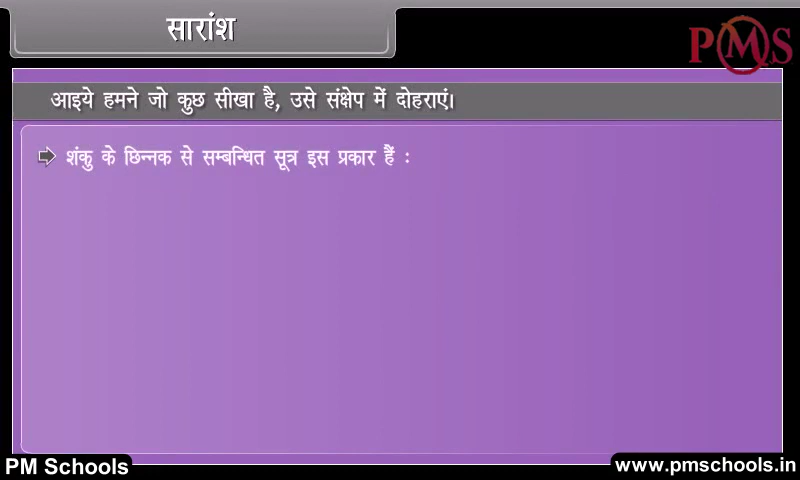 सारांश
PMS
आइये हमने जो कुछ सीखा है, उसे संक्षेप में दोहराएं।
शंकु के छिन्नक से सम्बन्धित सूत्र इस प्रकार हैं :
PM Schools
www.pmschools.in